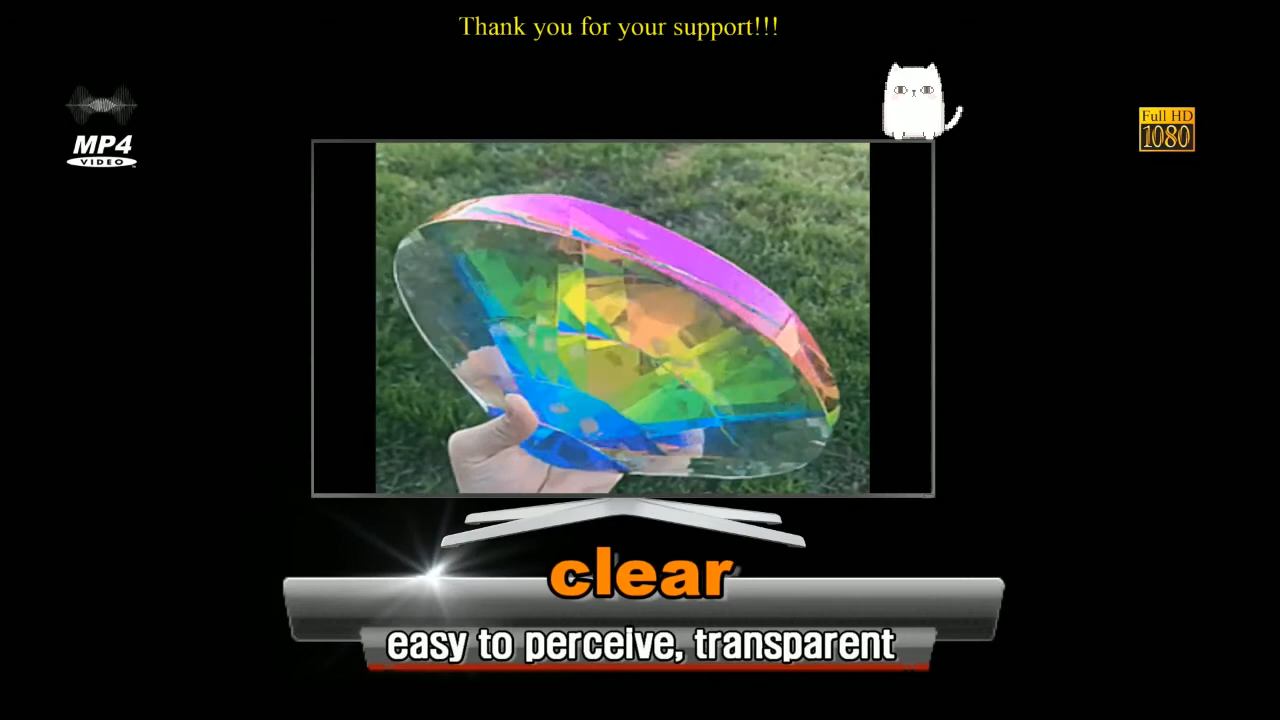 Thank you for your support!!!
MP4
VIDEO
Full HD
1080
clear
easy to perceive, transparent